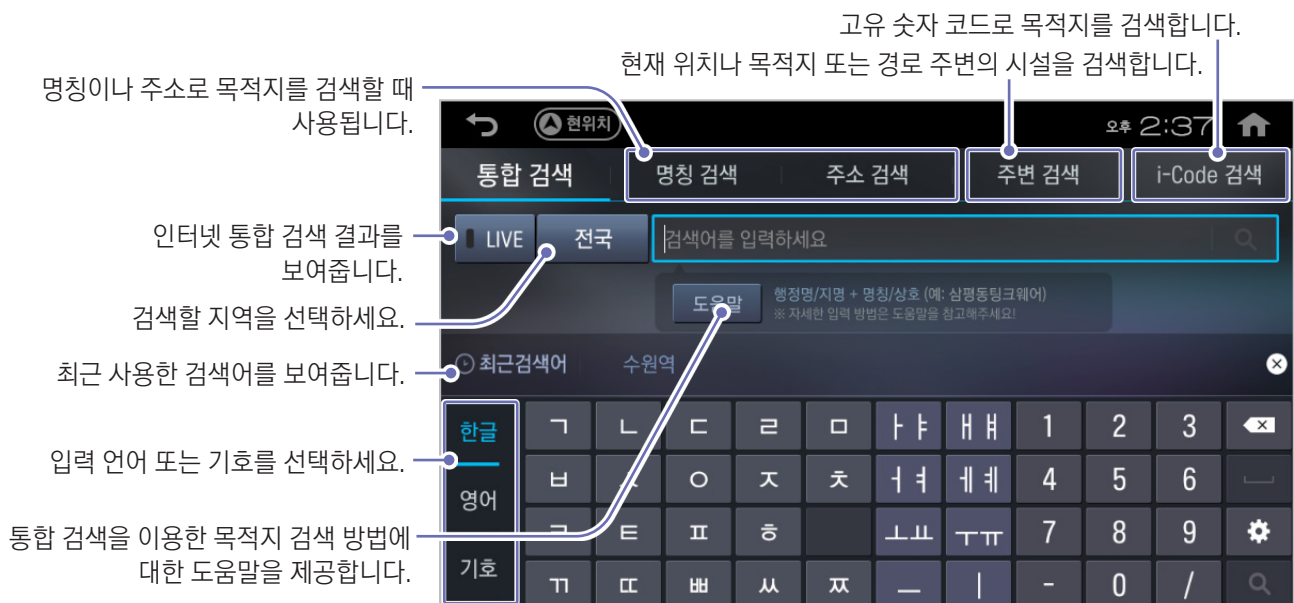 고유 숫자 코드로 목적지를 검색합니다.
현재 위치나 목적지 또는 경로 주변의 시설을 검색합니다.
명칭이나 주소로 목적지를 검색할 때
사용됩니다.
현위치 오후 2:37
통합 검색 명칭 검색 주소 검색 주변 검색 i-Code 검색
인터넷 통합 검색 결과를
보여줍니다.
LIVE 전국 검색어를 입력하세요
검색할 지역을 선택하세요.
도움말 행정명/지명 + 명칭/상호 (예: 삼평동팅크웨어)
※ 자세한 입력 방법은 도움말을 참고해주세요!
최근 사용한 검색어를 보여줍니다.
최근검색어 수원역
입력 언어 또는 기호를 선택하세요.
한글
영어
기호
ㄱ ㄴ ㄷ ㄹ ㅁ ㅏㅑ ㅐㅒ 1 2 3
ㅂ ㅇ ㅈ ㅊ ㅓㅕ ㅔㅖ 4 5 6
ㅋ ㅌ ㅍ ㅎ ㅗㅛ ㅜㅠ 7 8 9
ㄲ ㄸ ㅃ ㅆ ㅉ ㅡ ㅣ - 0 /
통합 검색을 이용한 목적지 검색 방법에
대한 도움말을 제공합니다.